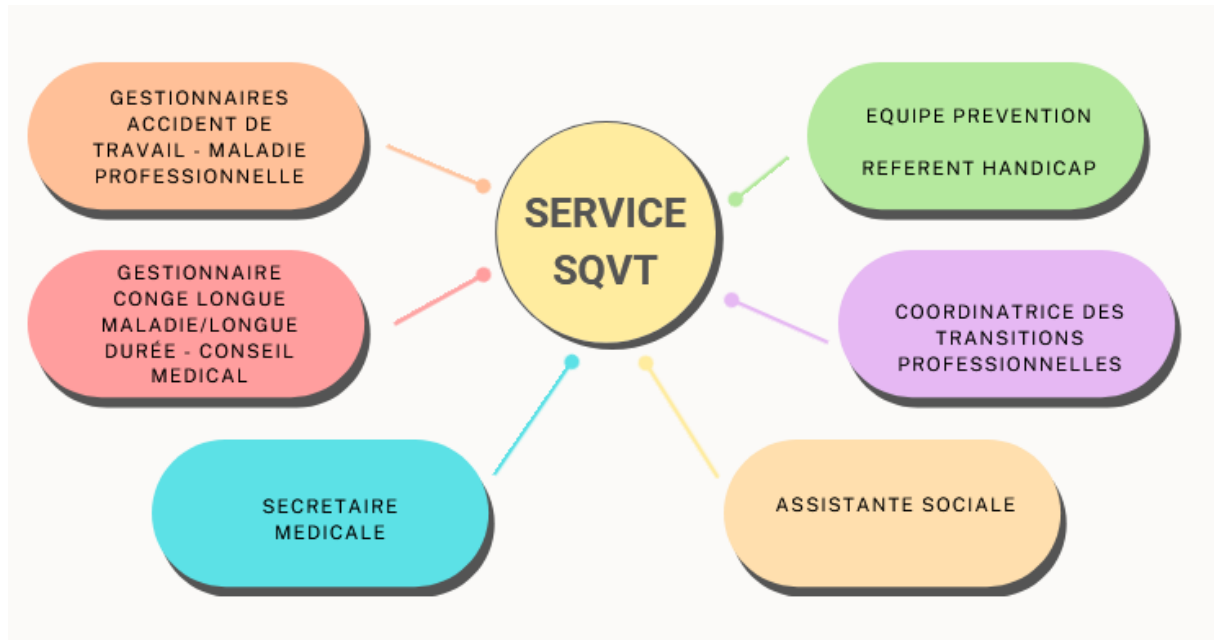 GESTIONNAIRES
ACCIDENT DE
TRAVAIL - MALADIE
PROFESSIONNELLE
EQUIPE PREVENTION
REFERENT HANDICAP
SERVICE
SQVT
GESTIONNAIRE
CONGE LONGUE
MALADIE/LONGUE
DURÉE - CONSEIL
MEDICAL
COORDINATRICE DES
TRANSITIONS
PROFESSIONNELLES
SECRETAIRE
MEDICALE
ASSISTANTE SOCIALE